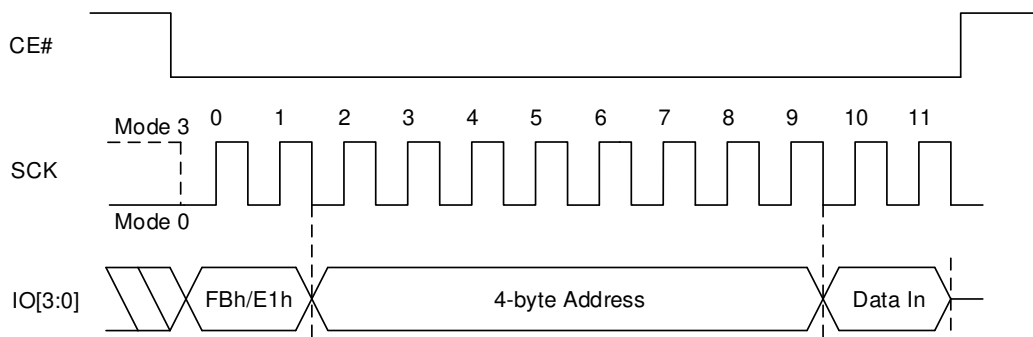 CE#
Mode 3
0 1 2 3 4 5 6 7 8 9 10 11
SCK
Mode 0
IO[3:0]
FBh/E1h
4-byte Address
Data In